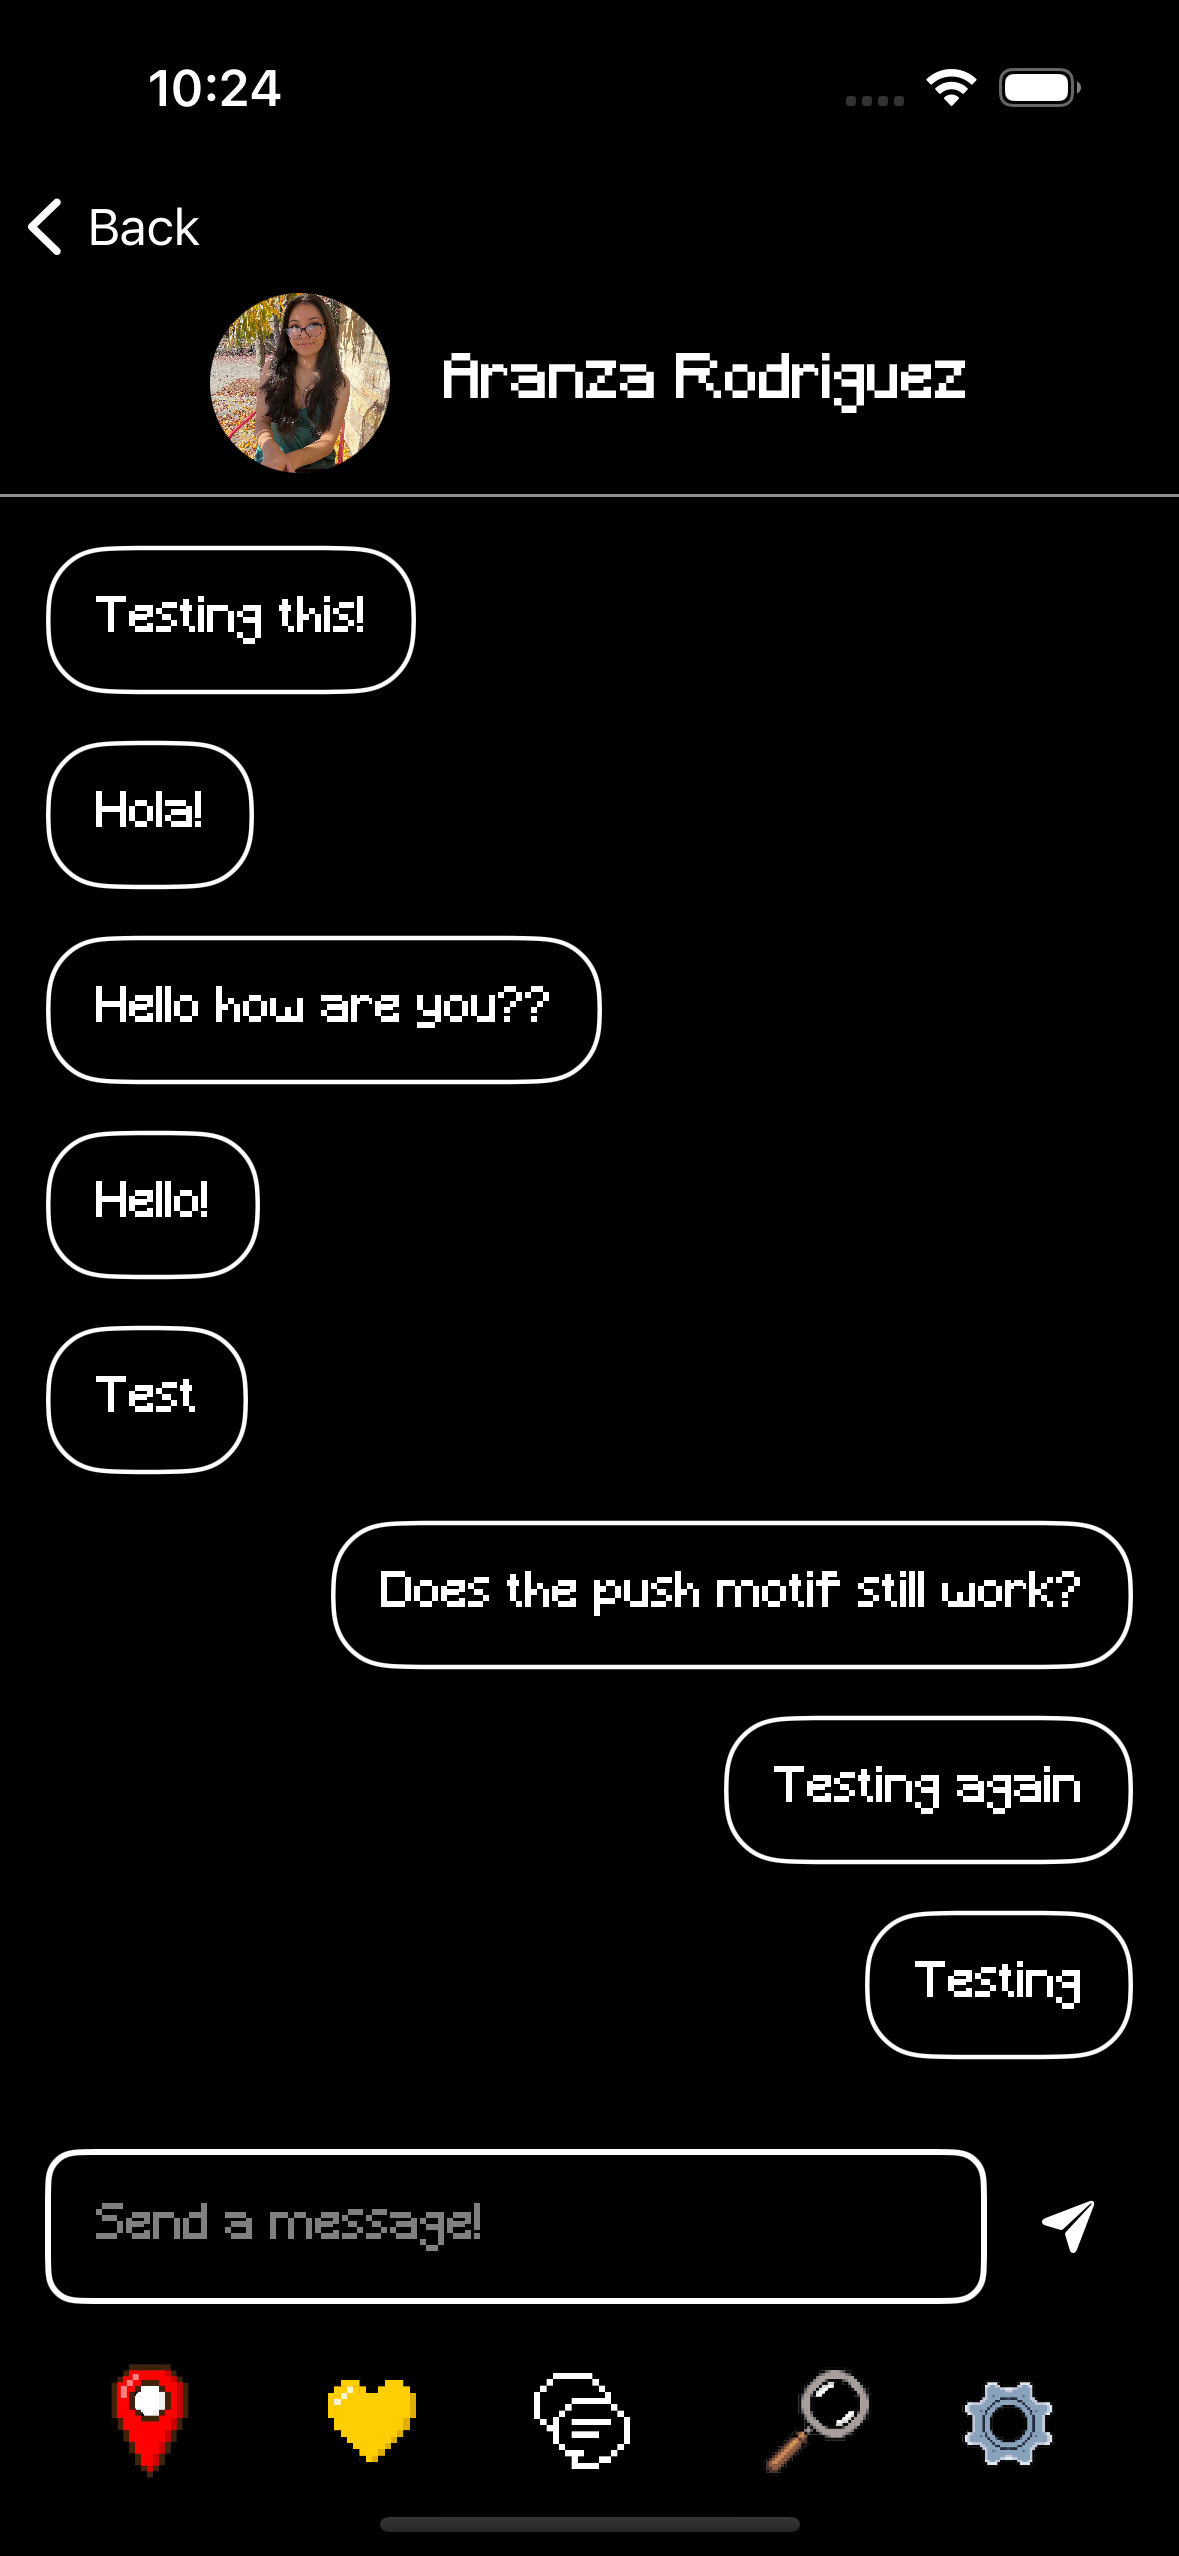 10:24
Back
Aranza Rodriguez
Testing this!
Hola!
Hello how are you??
Hello!
Test
Does the push motif still work?
Testing again
Testing
Send a message!